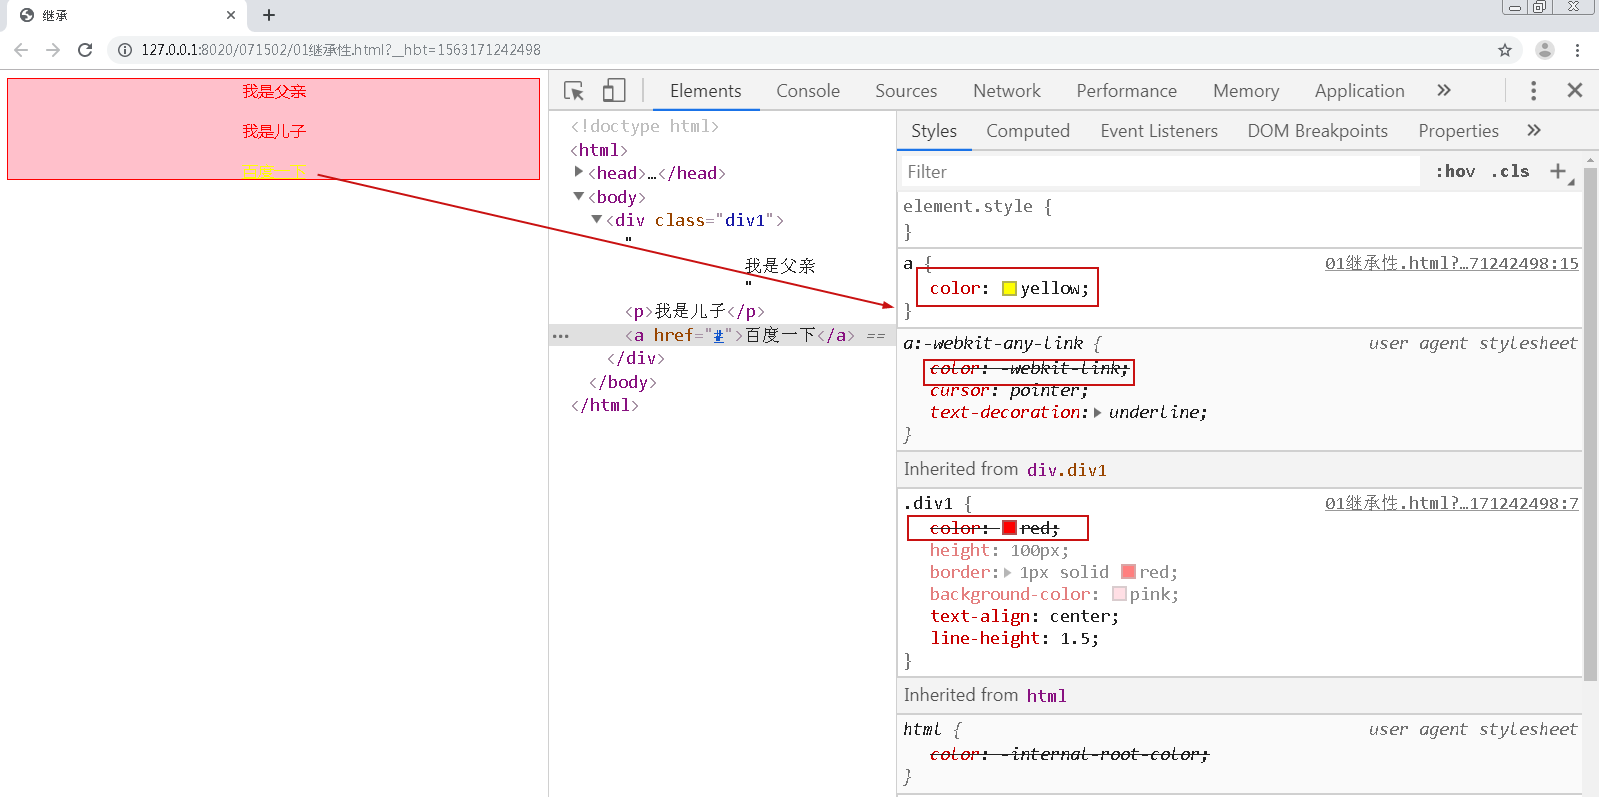 继承
127.0.0.1:8020/071502/01继承性.html?__hbt=1563171242498
我是父亲
我是儿子
百度一下
Elements Console Sources Network Performance Memory Application
<!doctype html>
<html>
<head>…</head>
<body>
<div class="div1">
"
我是父亲
"
<p>我是儿子</p>
<a href="#">百度一下</a> ==
</div>
</body>
</html>
Styles Computed Event Listeners DOM Breakpoints Properties
Filter :hov .cls
element.style {
}
a { 01继承性.html?…71242498:15
color: yellow;
}
a:-webkit-any-link { user agent stylesheet
color: -webkit-link;
cursor: pointer;
text-decoration: underline;
}
Inherited from div.div1
.div1 { 01继承性.html?…171242498:7
color: red;
height: 100px;
border: 1px solid red;
background-color: pink;
text-align: center;
line-height: 1.5;
}
Inherited from html
html { user agent stylesheet
color: -internal-root-color;
}